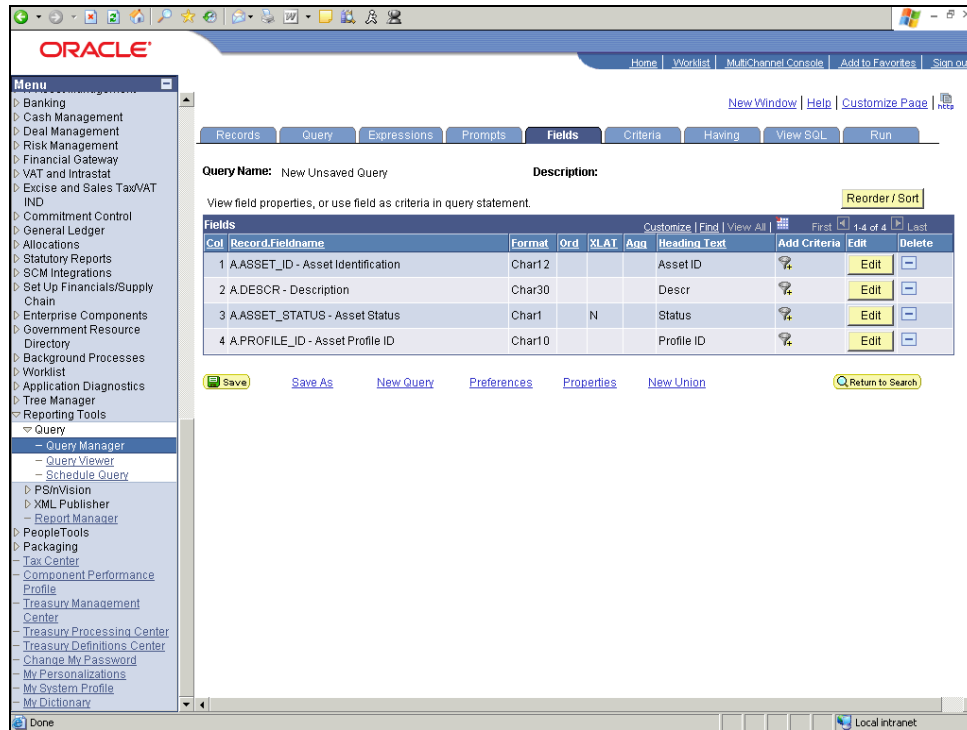 ORACLE
Home | Worklist | MultiChannel Console | Add to Favorites | Sign ou
Menu
Banking
Cash Management
Deal Management
Risk Management
Financial Gateway
VAT and Intrastat
Excise and Sales Tax/VAT
IND
Commitment Control
General Ledger
Allocations
Statutory Reports
SCM Integrations
Set Up Financials/Supply
Chain
Enterprise Components
Government Resource
Directory
Background Processes
Worklist
Application Diagnostics
Tree Manager
Reporting Tools
Query
Query Manager
Query Viewer
Schedule Query
PS/nVision
XML Publisher
Report Manager
PeopleTools
Packaging
Tax Center
Component Performance
Profile
Treasury Management
Center
Treasury Processing Center
Treasury Definitions Center
Change My Password
My Personalizations
My System Profile
My Dictionary
New Window | Help | Customize Page | http
Records Query Expressions Prompts Fields Criteria Having View SQL Run
Query Name: New Unsaved Query Description:
View field properties, or use field as criteria in query statement. Reorder / Sort
Fields Customize | Find | View All | First 1-4 of 4 Last
Col Record.Fieldname Format Ord XLAT Agg Heading Text Add Criteria Edit Delete
1 A.ASSET_ID - Asset Identification Char12 Asset ID Edit
2 A.DESCR - Description Char30 Descr Edit
3 A.ASSET_STATUS - Asset Status Char1 N Status Edit
4 A.PROFILE_ID - Asset Profile ID Char10 Profile ID Edit
Save Save As New Query Preferences Properties New Union Return to Search
Done Local intranet